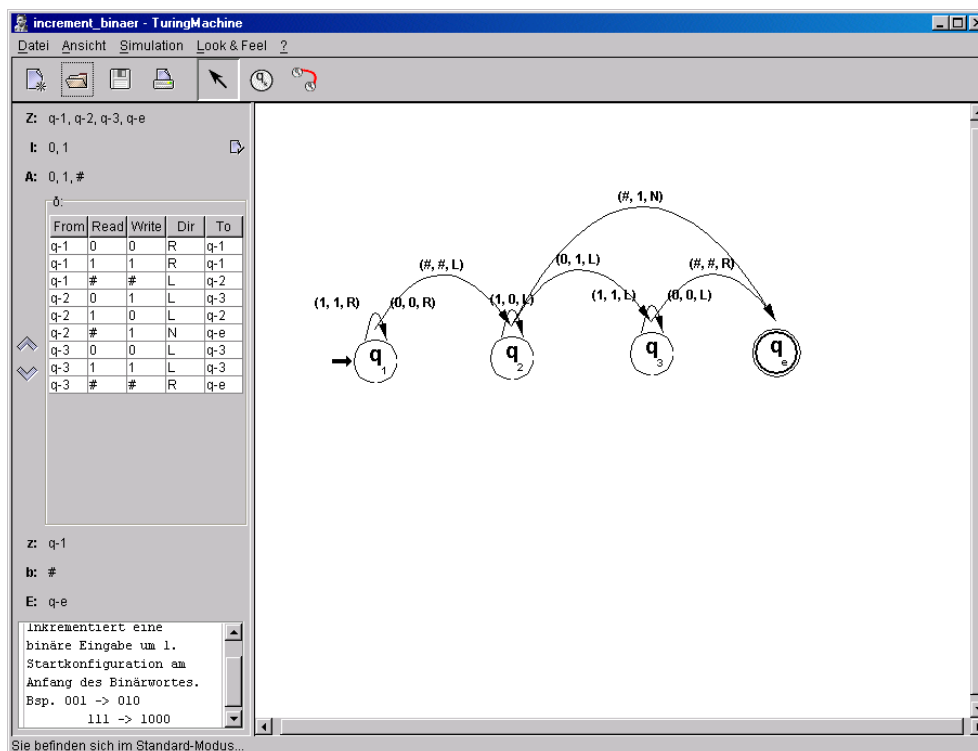 increment_binaer - TuringMachine
Datei Ansicht Simulation Look & Feel ?
Z: q-1, q-2, q-3, q-e
I: 0, 1
A: 0, 1, #
δ:
From Read Write Dir To
q-1 0 0 R q-1
q-1 1 1 R q-1
q-1 # # L q-2
q-2 0 1 L q-3
q-2 1 0 L q-2
q-2 # 1 N q-e
q-3 0 0 L q-3
q-3 1 1 L q-3
q-3 # # R q-e
z: q-1
b: #
E: q-e
Inkrementiert eine
binäre Eingabe um 1.
Startkonfiguration am
Anfang des Binärwortes.
Bsp. 001 -> 010
111 -> 1000
(#, 1, N)
(#, #, L) (0, 1, L) (#, #, R)
(1, 1, R) (0, 0, R) (1, 0, L) (1, 1, L) (0, 0, L)
q1 q2 q3 qe
Sie befinden sich im Standard-Modus...